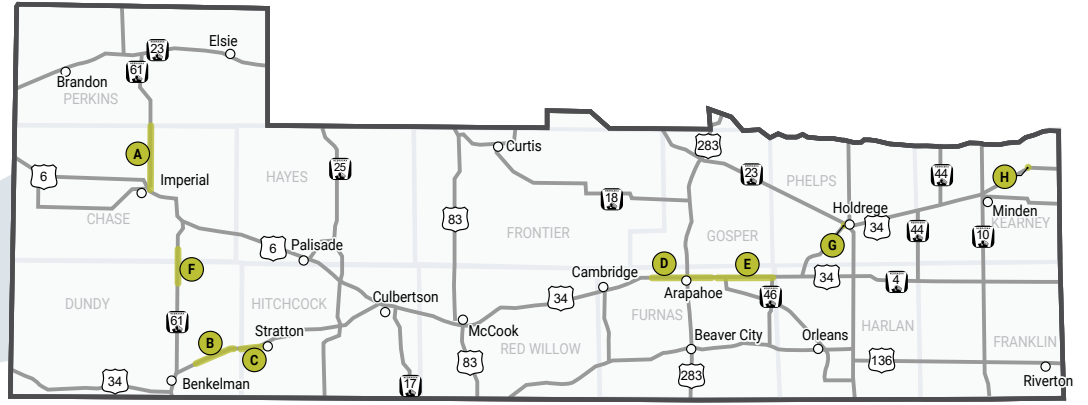 23
Elsie
61
Brandon
PERKINS
283
A
25
Curtis
6
Imperial
HAYES
23
PHELPS
44
H
18
CHASE
83
Holdrege
34
Minden
KEARNEY
FRONTIER
GOSPER
44
10
6
Palisade
G
F
D
E
Cambridge
34
4
DUNDY
HITCHCOCK
Culbertson
34
Arapahoe
46
FURNAS
61
Stratton
McCook
HARLAN
B
C
RED WILLOW
Beaver City
Orleans
FRANKLIN
83
136
34
Benkelman
17
283
Riverton